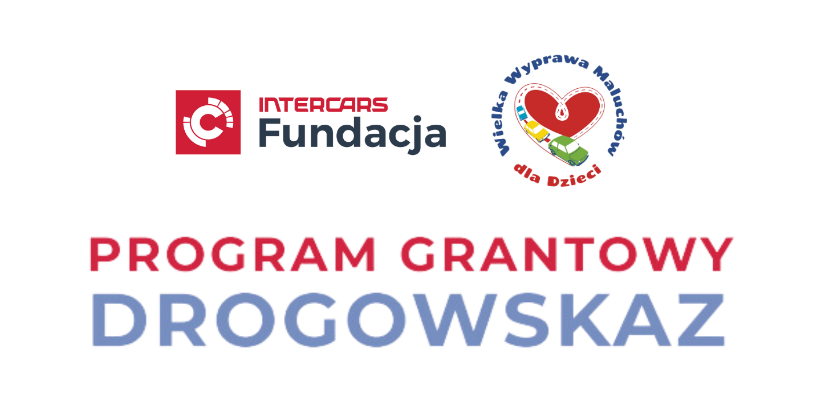 INTERCARS
Fundacja
Wielka Wyprawa Maluchów
dla Dzieci
PROGRAM GRANTOWY
DROGOWSKAZ